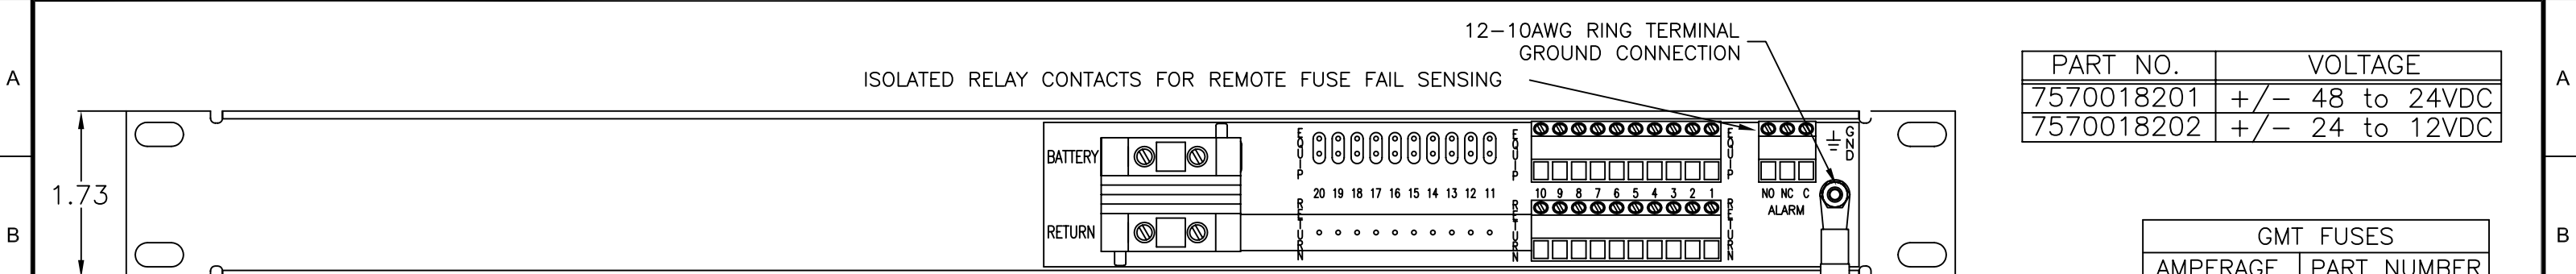 12-10AWG RING TERMINAL
GROUND CONNECTION
ISOLATED RELAY CONTACTS FOR REMOTE FUSE FAIL SENSING
PART NO. VOLTAGE
7570018201 +/- 48 to 24VDC
7570018202 +/- 24 to 12VDC
A
A
1.73
BATTERY
EQUIP
EQUIP
EQUIP
GND
20 19 18 17 16 15 14 13 12 11
10 9 8 7 6 5 4 3 2 1
NO NC C
ALARM
RETURN
RETURN
RETURN
RETURN
B
B
GMT FUSES
AMPERAGE PART NUMBER